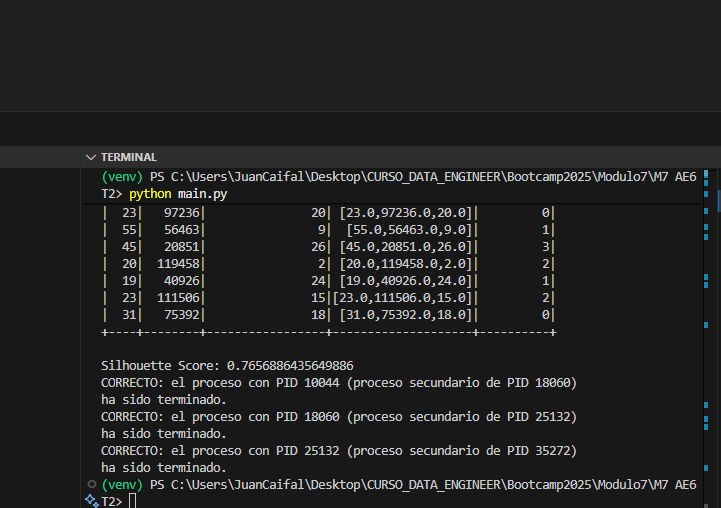 TERMINAL
(venv) PS C:\Users\JuanCaifal\Desktop\CURSO_DATA_ENGINEER\Bootcamp2025\Modulo7\M7 AE6
T2> python main.py
|  23|   97236|               20| [23.0,97236.0,20.0]|         0|
|  55|   56463|                9|  [55.0,56463.0,9.0]|         1|
|  45|   20851|               26| [45.0,20851.0,26.0]|         3|
|  20|  119458|                2| [20.0,119458.0,2.0]|         2|
|  19|   40926|               24| [19.0,40926.0,24.0]|         1|
|  23|  111506|               15|[23.0,111506.0,15.0]|         2|
|  31|   75392|               18| [31.0,75392.0,18.0]|         0|
+----+--------+-----------------+--------------------+----------+
Silhouette Score: 0.7656886435649886
CORRECTO: el proceso con PID 10044 (proceso secundario de PID 18060)
ha sido terminado.
CORRECTO: el proceso con PID 18060 (proceso secundario de PID 25132)
ha sido terminado.
CORRECTO: el proceso con PID 25132 (proceso secundario de PID 35272)
ha sido terminado.
(venv) PS C:\Users\JuanCaifal\Desktop\CURSO_DATA_ENGINEER\Bootcamp2025\Modulo7\M7 AE6
T2>